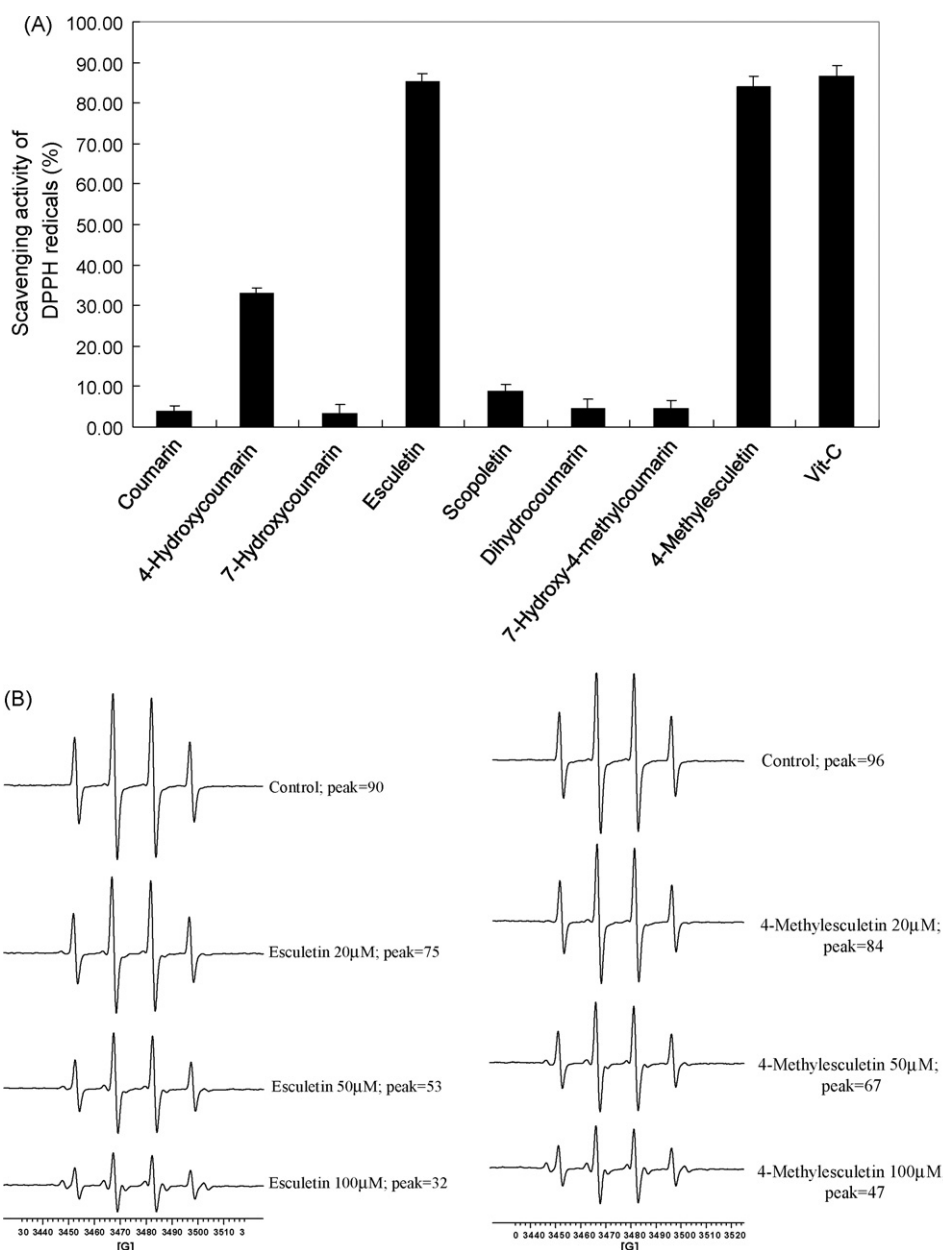 (A)
100.00
90.00
80.00
70.00
60.00
50.00
40.00
30.00
20.00
10.00
0.00
Scavenging activity of
DPPH redicals (%)
Coumarin
4-Hydroxycoumarin
7-Hydroxycoumarin
Esculetin
Scopoletin
Dihydrocoumarin
7-Hydroxy-4-methylcoumarin
4-Methylesculetin
Vit-C
(B)
Control; peak=90
Esculetin 20µM; peak=75
Esculetin 50µM; peak=53
Esculetin 100µM; peak=32
30 3440 3450 3460 3470 3480 3490 3500 3510 3
[G]
Control; peak=96
4-Methylesculetin 20µM;
peak=84
4-Methylesculetin 50µM;
peak=67
4-Methylesculetin 100µM
peak=47
0 3440 3450 3460 3470 3480 3490 3500 3510 3520
[G]